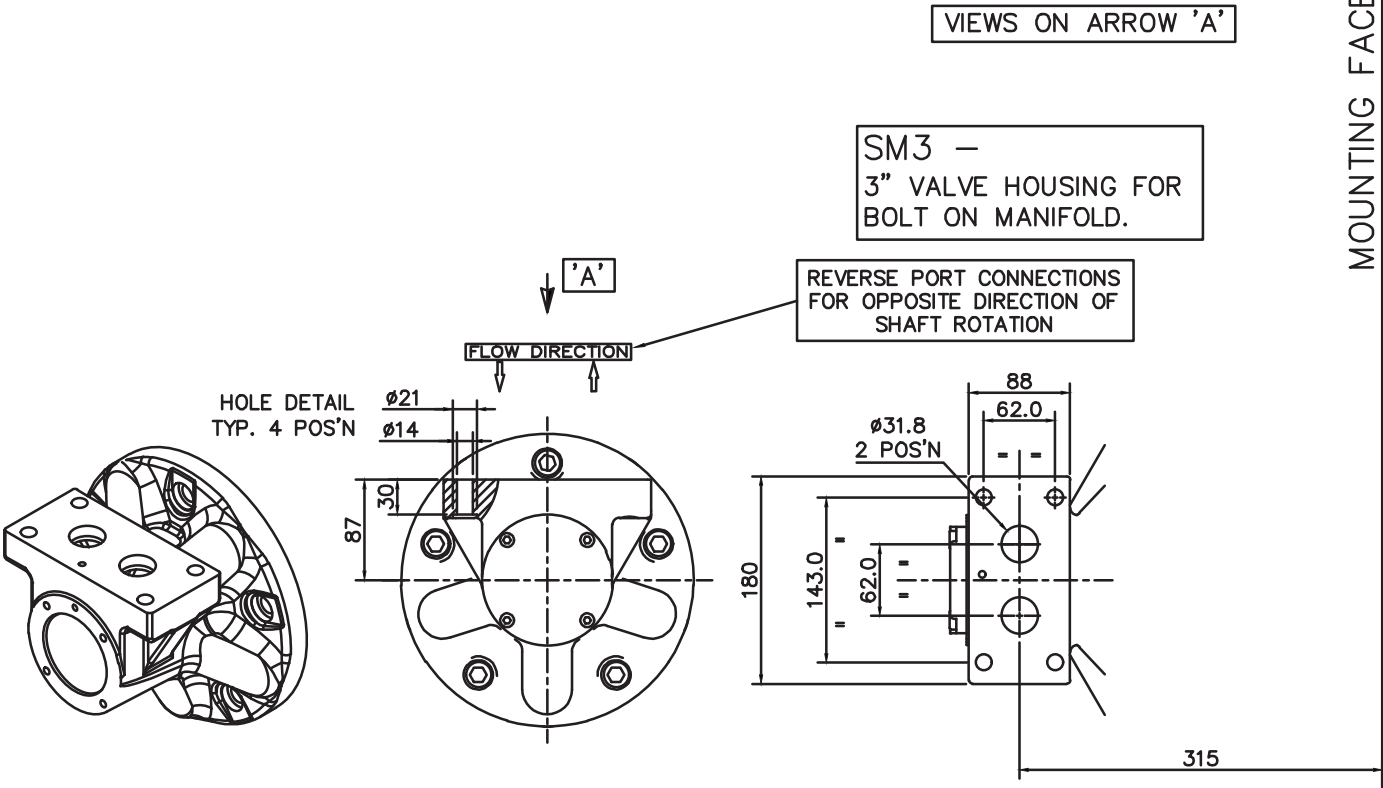 VIEWS ON ARROW 'A'
MOUNTING FACE
SM3 –
3" VALVE HOUSING FOR
BOLT ON MANIFOLD.
'A'
REVERSE PORT CONNECTIONS
FOR OPPOSITE DIRECTION OF
SHAFT ROTATION
FLOW DIRECTION
HOLE DETAIL
TYP. 4 POS'N
ø21
ø14
30
87
88
62.0
ø31.8
2 POS'N
= =
180
143.0
=
=
62.0
=
=
315